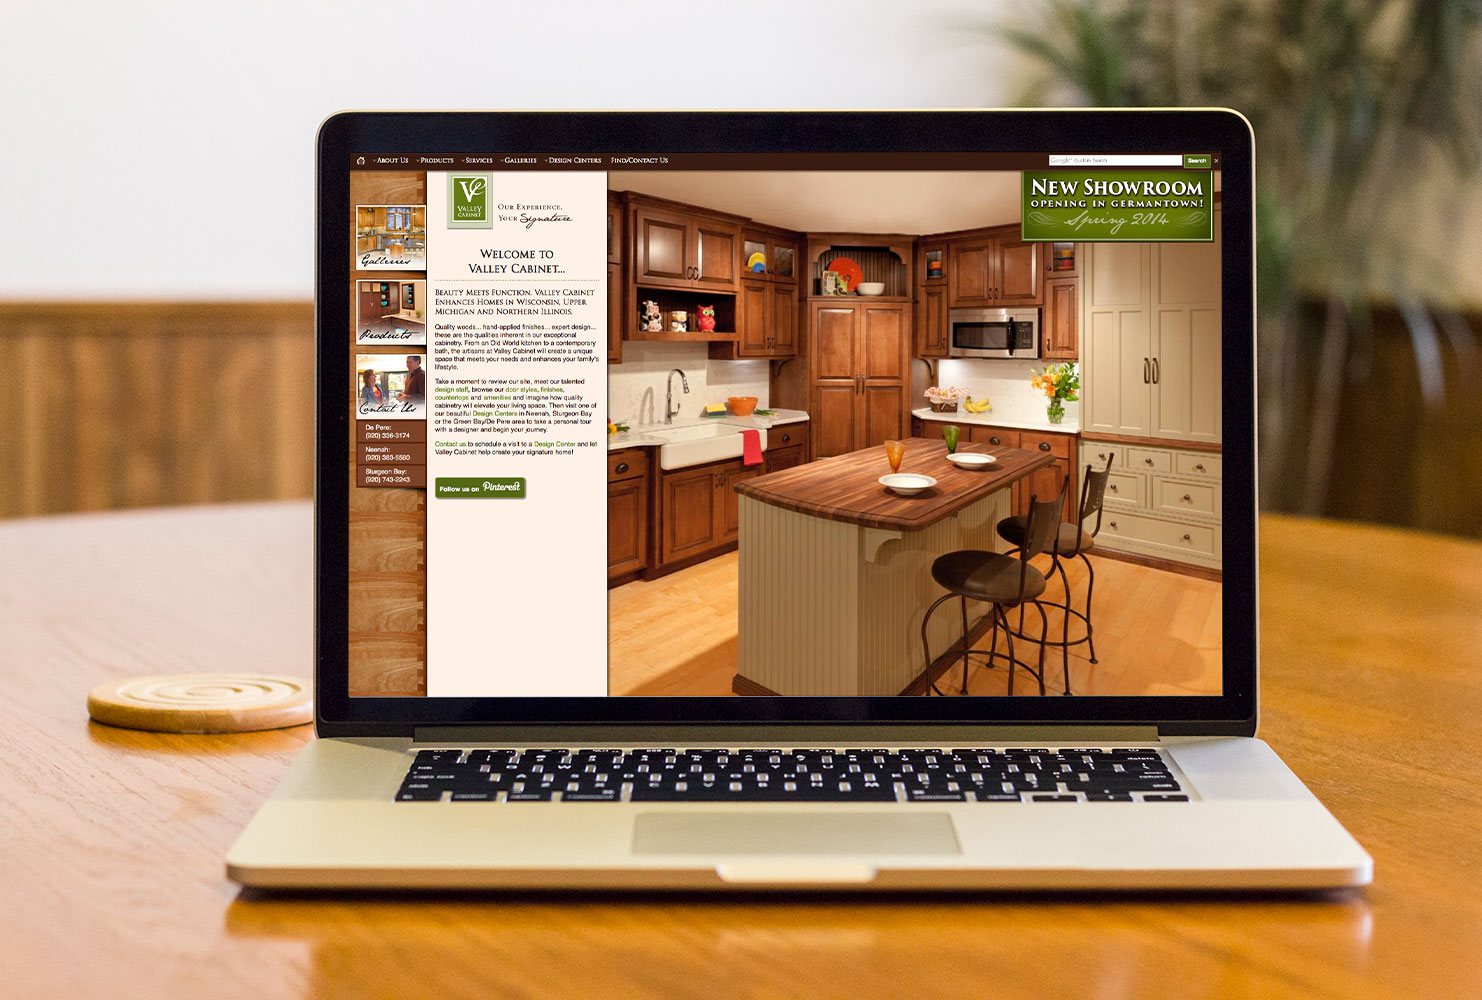 About Us Products Services Galleries Design Centers Find/Contact Us
Google™ Custom Search Search ×
VC
Valley
Cabinet
Our Experience,
Your Signature
New Showroom
opening in Germantown!
Spring 2014
Galleries
Products
Contact Us
De Pere:
(920) 336-3174
Neenah:
(920) 383-5580
Sturgeon Bay:
(920) 743-2243
Welcome to
Valley Cabinet...
Beauty Meets Function. Valley Cabinet
Enhances Homes in Wisconsin, Upper
Michigan and Northern Illinois.
Quality woods... hand-applied finishes... expert design...
these are the qualities inherent in our exceptional
cabinetry. From an Old World kitchen to a contemporary
bath, the artisans at Valley Cabinet will create a unique
space that meets your needs and enhances your family's
lifestyle.
Take a moment to review our site, meet our talented
design staff, browse our door styles, finishes,
countertops and amenities and imagine how quality
cabinetry will elevate your living space. Then visit one of
our beautiful Design Centers in Neenah, Sturgeon Bay
or the Green Bay/De Pere area to take a personal tour
with a designer and begin your journey.
Contact us to schedule a visit to a Design Center and let
Valley Cabinet help create your signature home!
Follow us on Pinterest